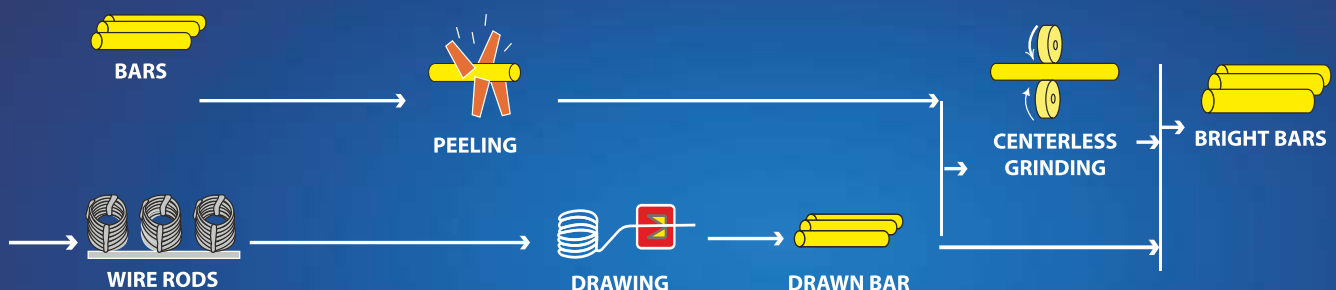 BARS
PEELING
CENTERLESS
GRINDING
BRIGHT BARS
WIRE RODS
DRAWING
DRAWN BAR